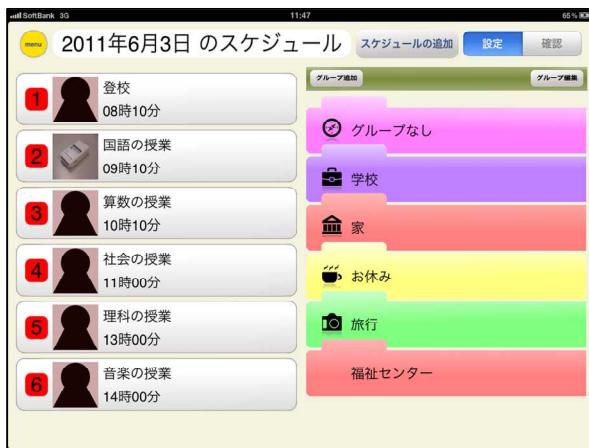 SoftBank 3G
11:47
65%
menu
2011年6月3日 のスケジュール
スケジュールの追加
設定
確認
1
登校
08時10分
2
国語の授業
09時10分
3
算数の授業
10時10分
4
社会の授業
11時00分
5
理科の授業
13時00分
6
音楽の授業
14時00分
グループ追加
グループ編集
グループなし
学校
家
お休み
旅行
福祉センター